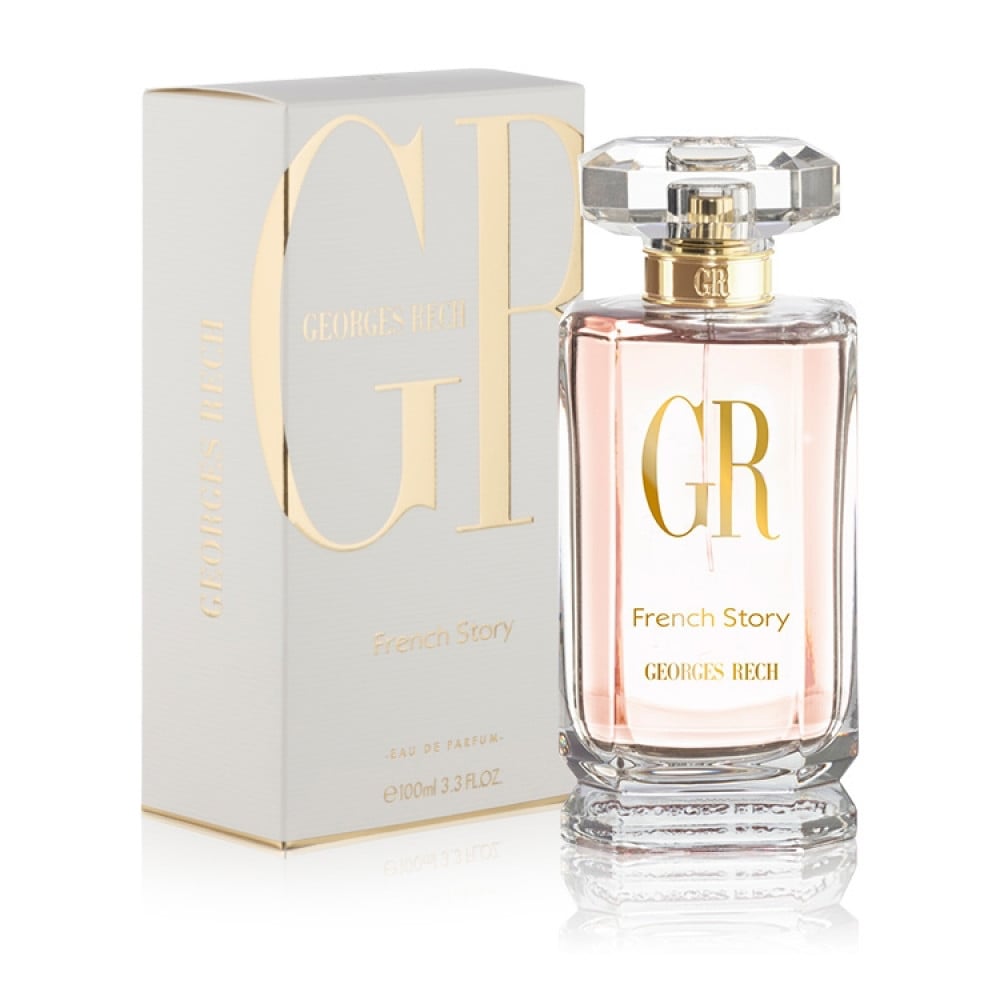 GR
GEORGES RECH
GEORGES RECH
French Story
-EAU DE PARFUM-
℮100ml 3.3 FL.OZ.
GR
GR
French Story
GEORGES RECH